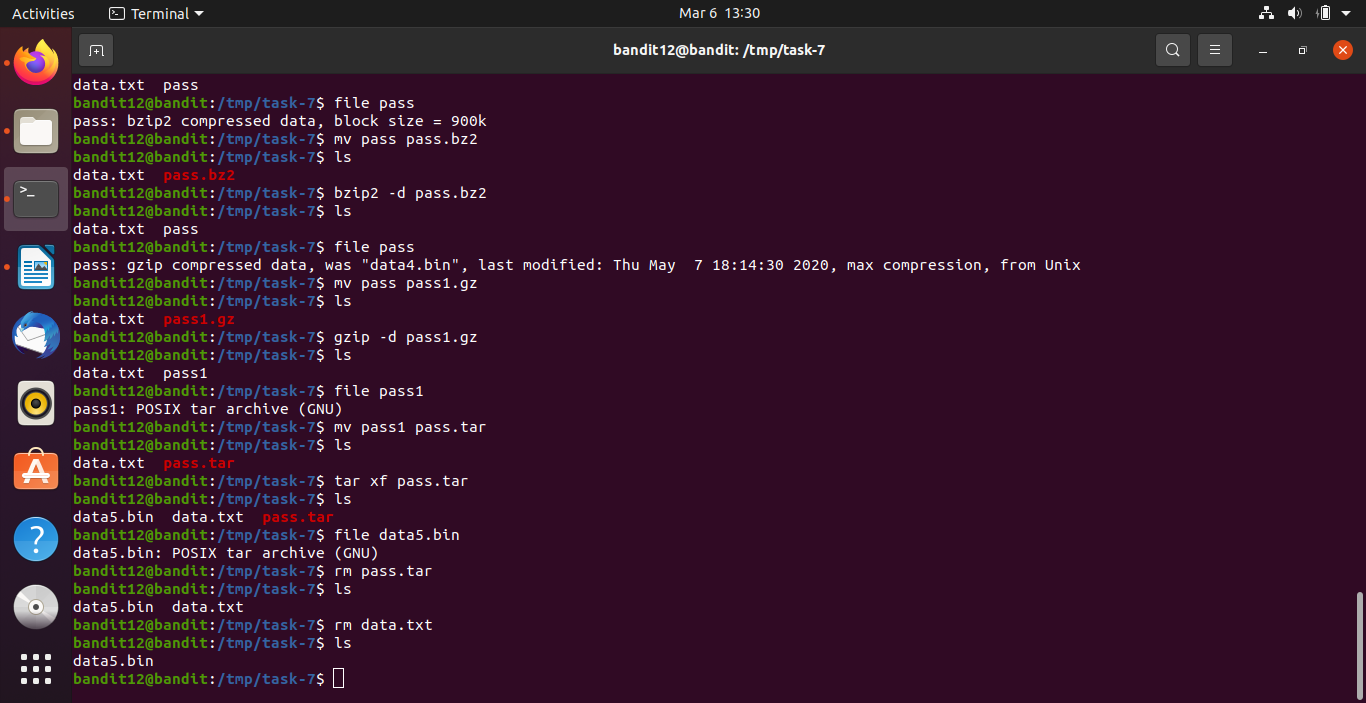 Activities Terminal Mar 6 13:30
bandit12@bandit: /tmp/task-7
data.txt  pass
bandit12@bandit:/tmp/task-7$ file pass
pass: bzip2 compressed data, block size = 900k
bandit12@bandit:/tmp/task-7$ mv pass pass.bz2
bandit12@bandit:/tmp/task-7$ ls
data.txt  pass.bz2
bandit12@bandit:/tmp/task-7$ bzip2 -d pass.bz2
bandit12@bandit:/tmp/task-7$ ls
data.txt  pass
bandit12@bandit:/tmp/task-7$ file pass
pass: gzip compressed data, was "data4.bin", last modified: Thu May  7 18:14:30 2020, max compression, from Unix
bandit12@bandit:/tmp/task-7$ mv pass pass1.gz
bandit12@bandit:/tmp/task-7$ ls
data.txt  pass1.gz
bandit12@bandit:/tmp/task-7$ gzip -d pass1.gz
bandit12@bandit:/tmp/task-7$ ls
data.txt  pass1
bandit12@bandit:/tmp/task-7$ file pass1
pass1: POSIX tar archive (GNU)
bandit12@bandit:/tmp/task-7$ mv pass1 pass.tar
bandit12@bandit:/tmp/task-7$ ls
data.txt  pass.tar
bandit12@bandit:/tmp/task-7$ tar xf pass.tar
bandit12@bandit:/tmp/task-7$ ls
data5.bin  data.txt  pass.tar
bandit12@bandit:/tmp/task-7$ file data5.bin
data5.bin: POSIX tar archive (GNU)
bandit12@bandit:/tmp/task-7$ rm pass.tar
bandit12@bandit:/tmp/task-7$ ls
data5.bin  data.txt
bandit12@bandit:/tmp/task-7$ rm data.txt
bandit12@bandit:/tmp/task-7$ ls
data5.bin
bandit12@bandit:/tmp/task-7$